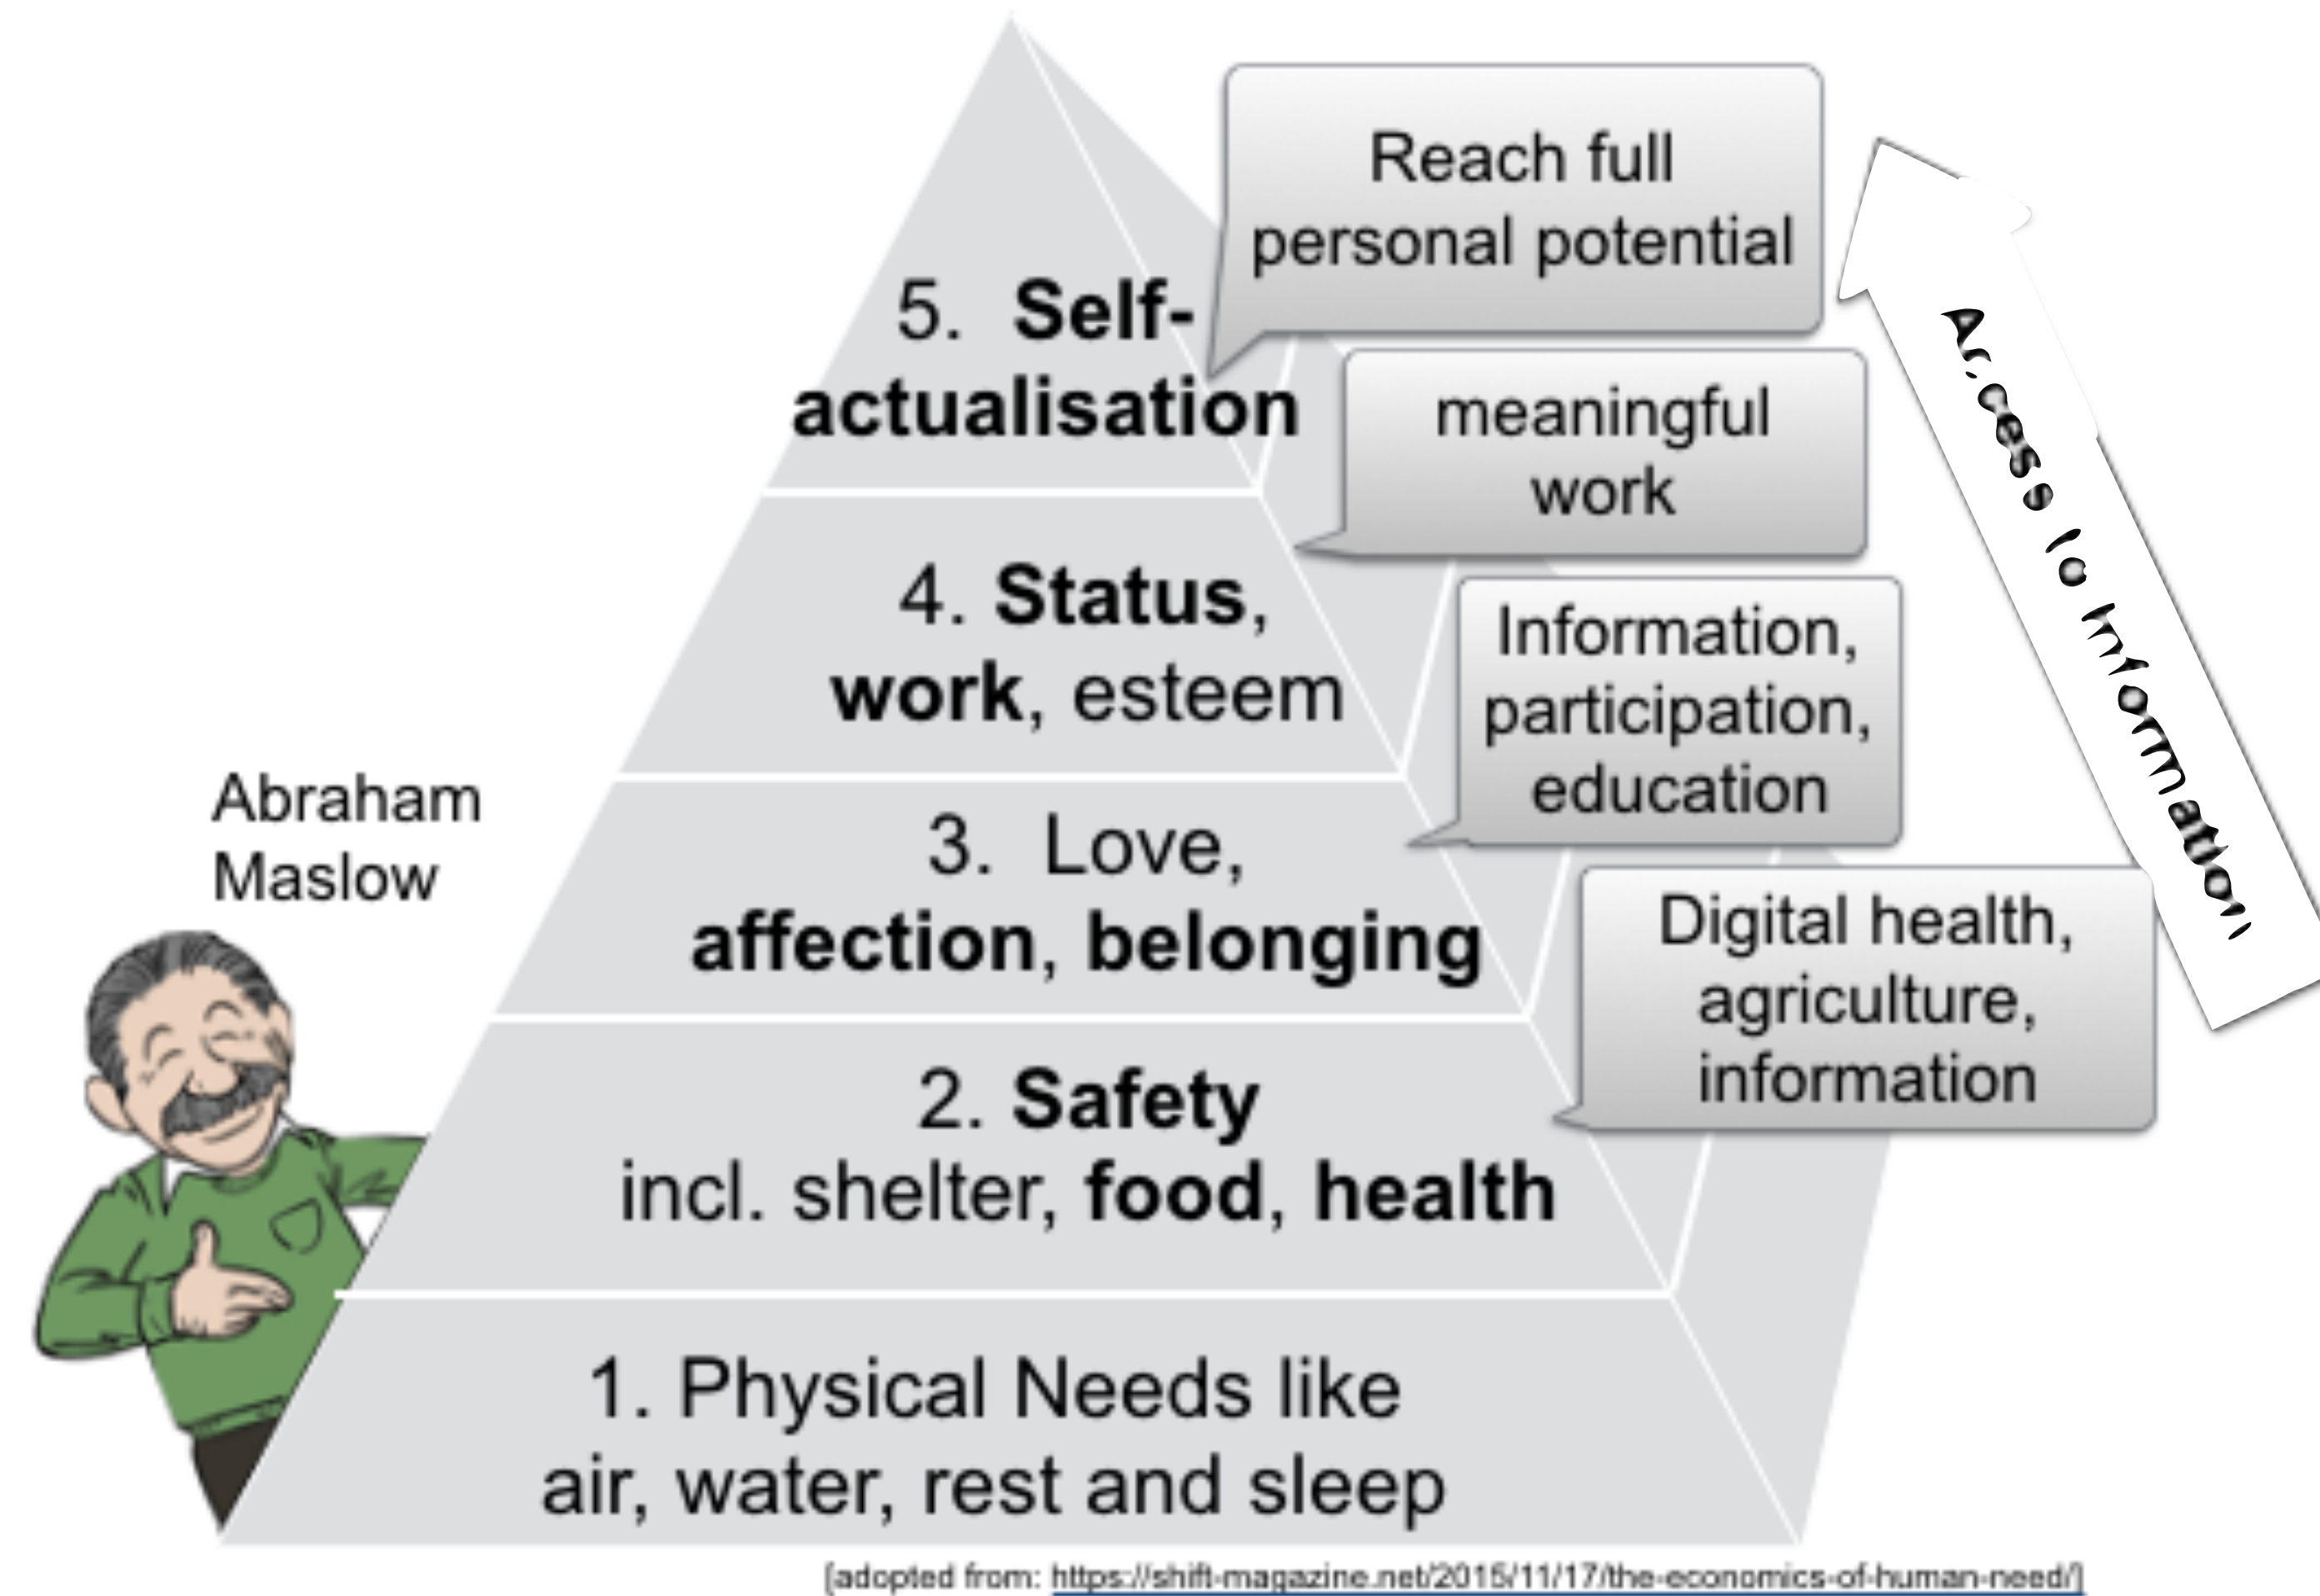 Reach full
personal potential
5. Self-
actualisation
meaningful
work
4. Status,
work, esteem
Information,
participation,
education
Abraham
Maslow
3. Love,
affection, belonging
Digital health,
agriculture,
information
2. Safety
incl. shelter, food, health
1. Physical Needs like
air, water, rest and sleep
Access to Information
[adopted from: https://shift-magazine.net/2015/11/17/the-economics-of-human-need/]